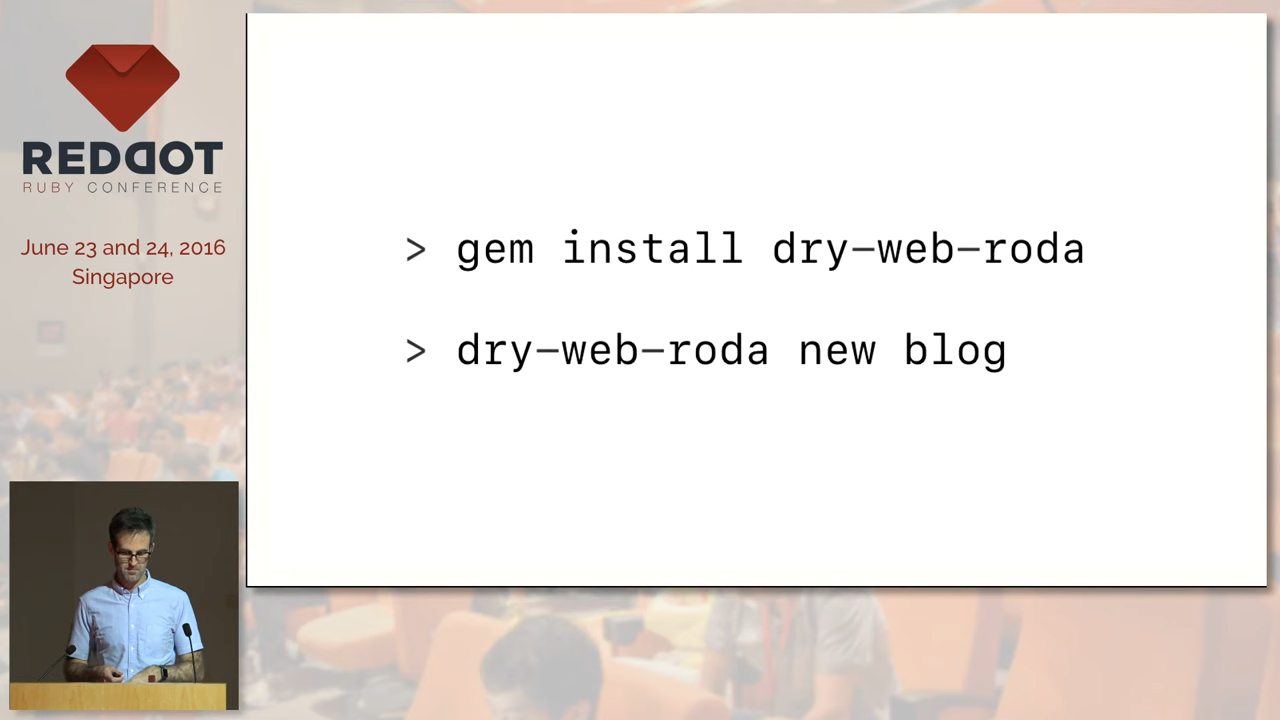 REDDOT
RUBY CONFERENCE
June 23 and 24, 2016
Singapore
> gem install dry-web-roda
> dry-web-roda new blog